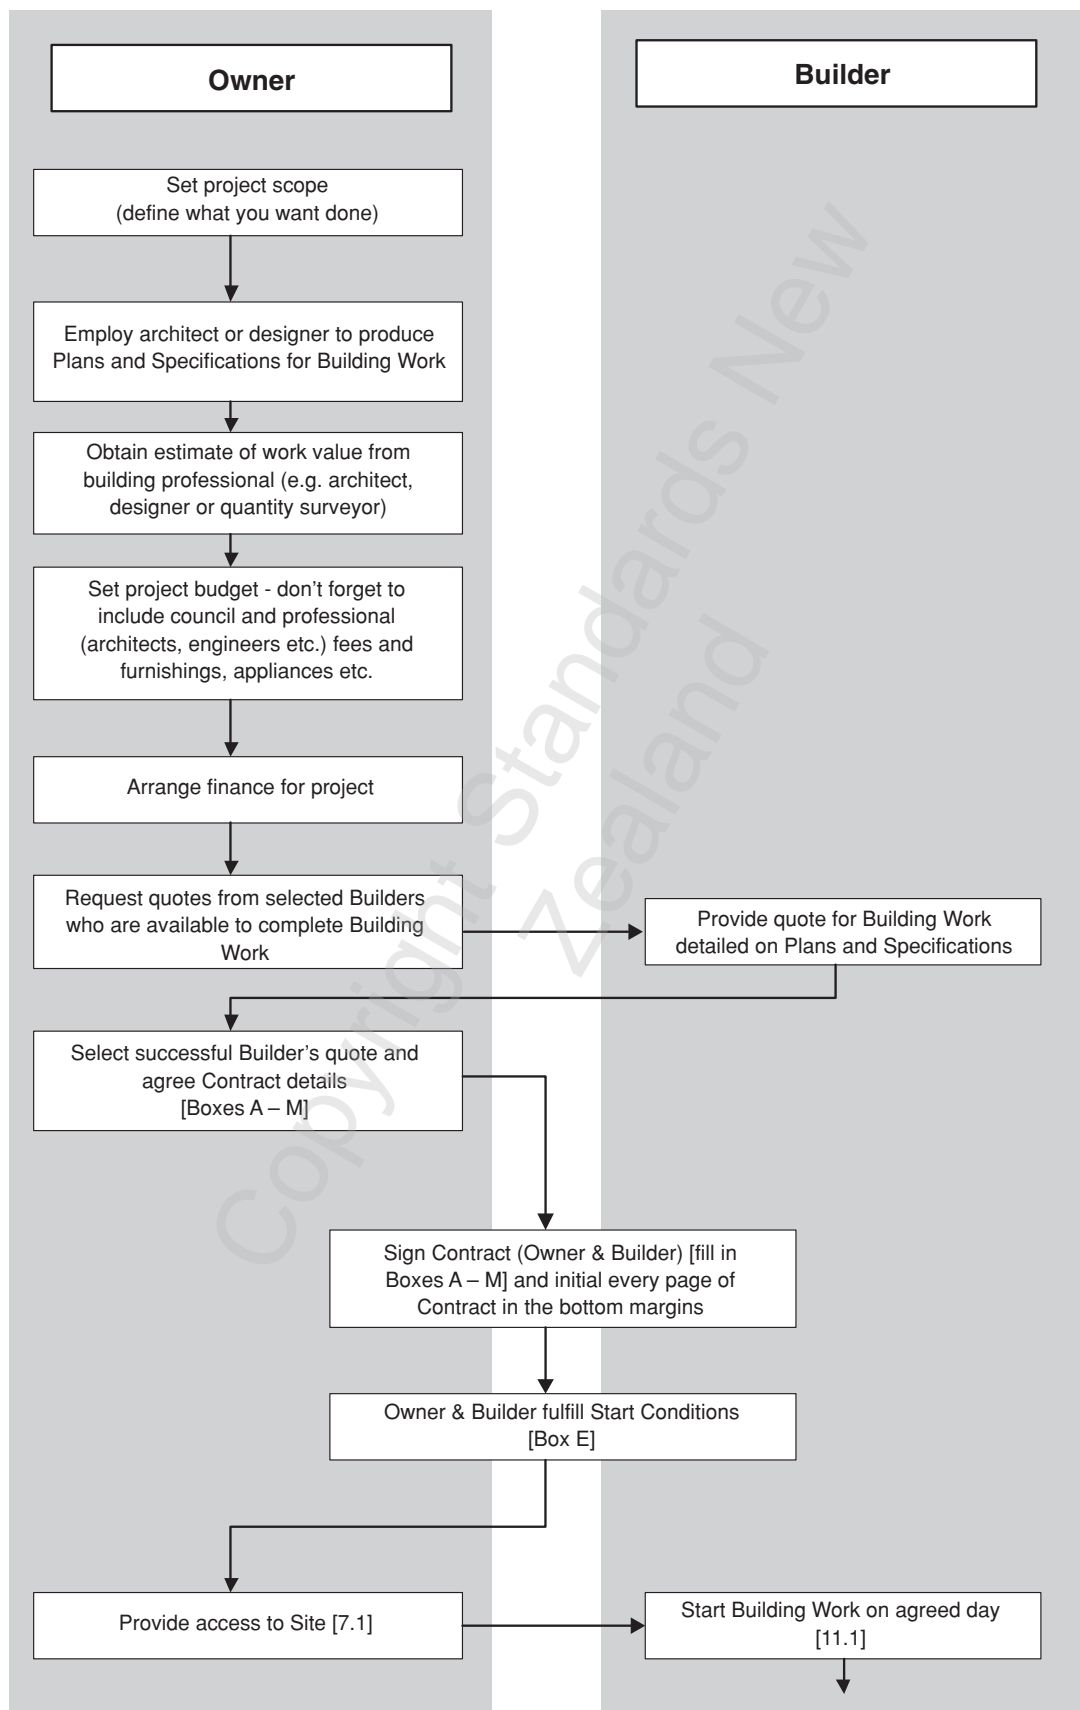 Owner
Builder
Set project scope
(define what you want done)
Employ architect or designer to produce
Plans and Specifications for Building Work
Obtain estimate of work value from
building professional (e.g. architect,
designer or quantity surveyor)
Set project budget - don't forget to
include council and professional
(architects, engineers etc.) fees and
furnishings, appliances etc.
Arrange finance for project
Request quotes from selected Builders
who are available to complete Building
Work
Provide quote for Building Work
detailed on Plans and Specifications
Select successful Builder's quote and
agree Contract details
[Boxes A – M]
Sign Contract (Owner & Builder) [fill in
Boxes A – M] and initial every page of
Contract in the bottom margins
Owner & Builder fulfill Start Conditions
[Box E]
Provide access to Site [7.1]
Start Building Work on agreed day
[11.1]
Copyright Standards New
Zealand